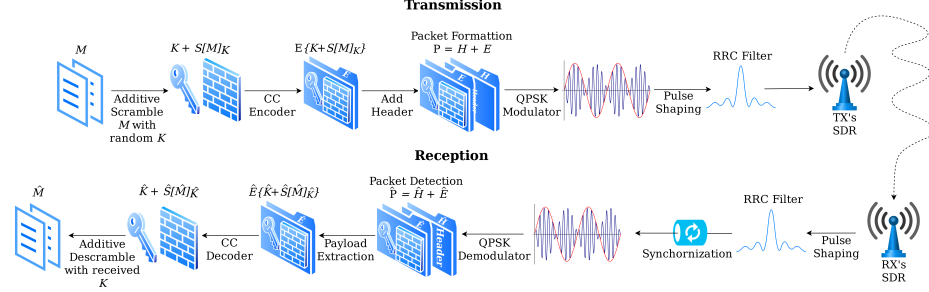 Transmission
M
K + S[M]K
E{K+S[M]K}
Packet Formattion
P = H + E
RRC Filter
E
E
H
Additive
Scramble
M with
random K
CC
Encoder
Add
Header
QPSK
Modulator
Pulse
Shaping
TX's
SDR
Reception
M̂
K̂ + Ŝ[M̂]K̂
Ê{K̂+Ŝ[M̂]K̂}
Packet Detection
P̂ = Ĥ + Ê
RRC Filter
E
E
H
Header
Additive
Descramble
with received
K
CC
Decoder
Payload
Extraction
QPSK
Demodulator
Synchornization
Pulse
Shaping
RX's
SDR